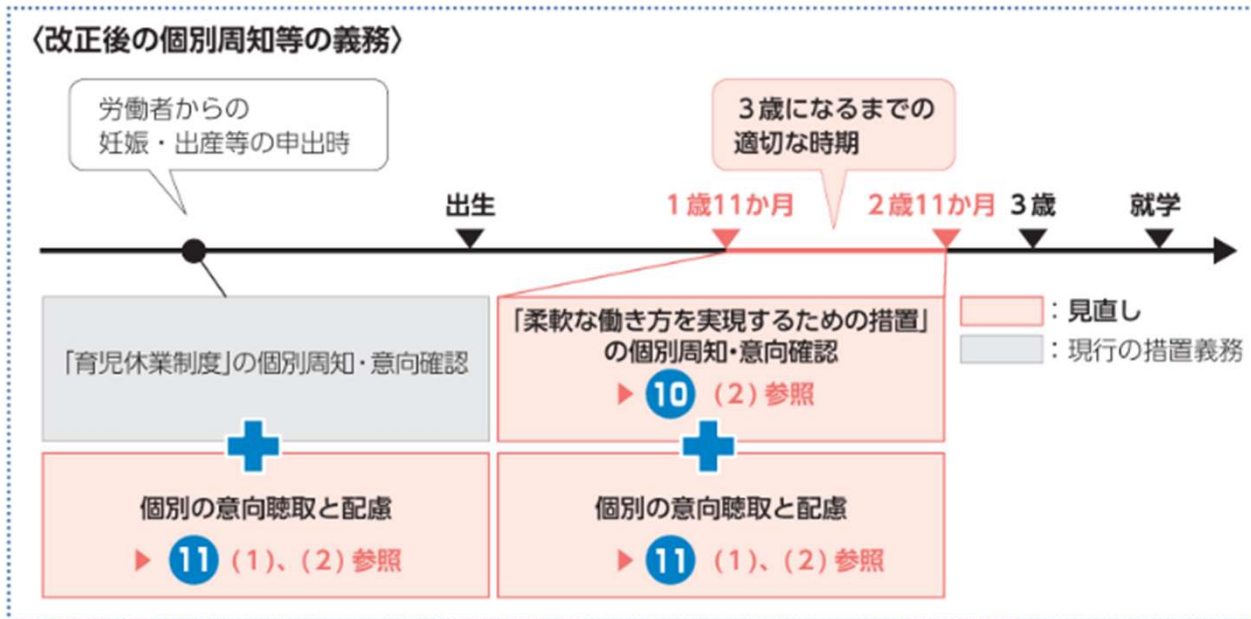 〈改正後の個別周知等の義務〉
労働者からの
妊娠・出産等の申出時
3歳になるまでの
適切な時期
出生
1歳11か月
2歳11か月
3歳
就学
「育児休業制度」の個別周知・意向確認
「柔軟な働き方を実現するための措置」
の個別周知・意向確認
▶ 10 (2)参照
：見直し
：現行の措置義務
個別の意向聴取と配慮
▶ 11 (1)、(2)参照
個別の意向聴取と配慮
▶ 11 (1)、(2)参照